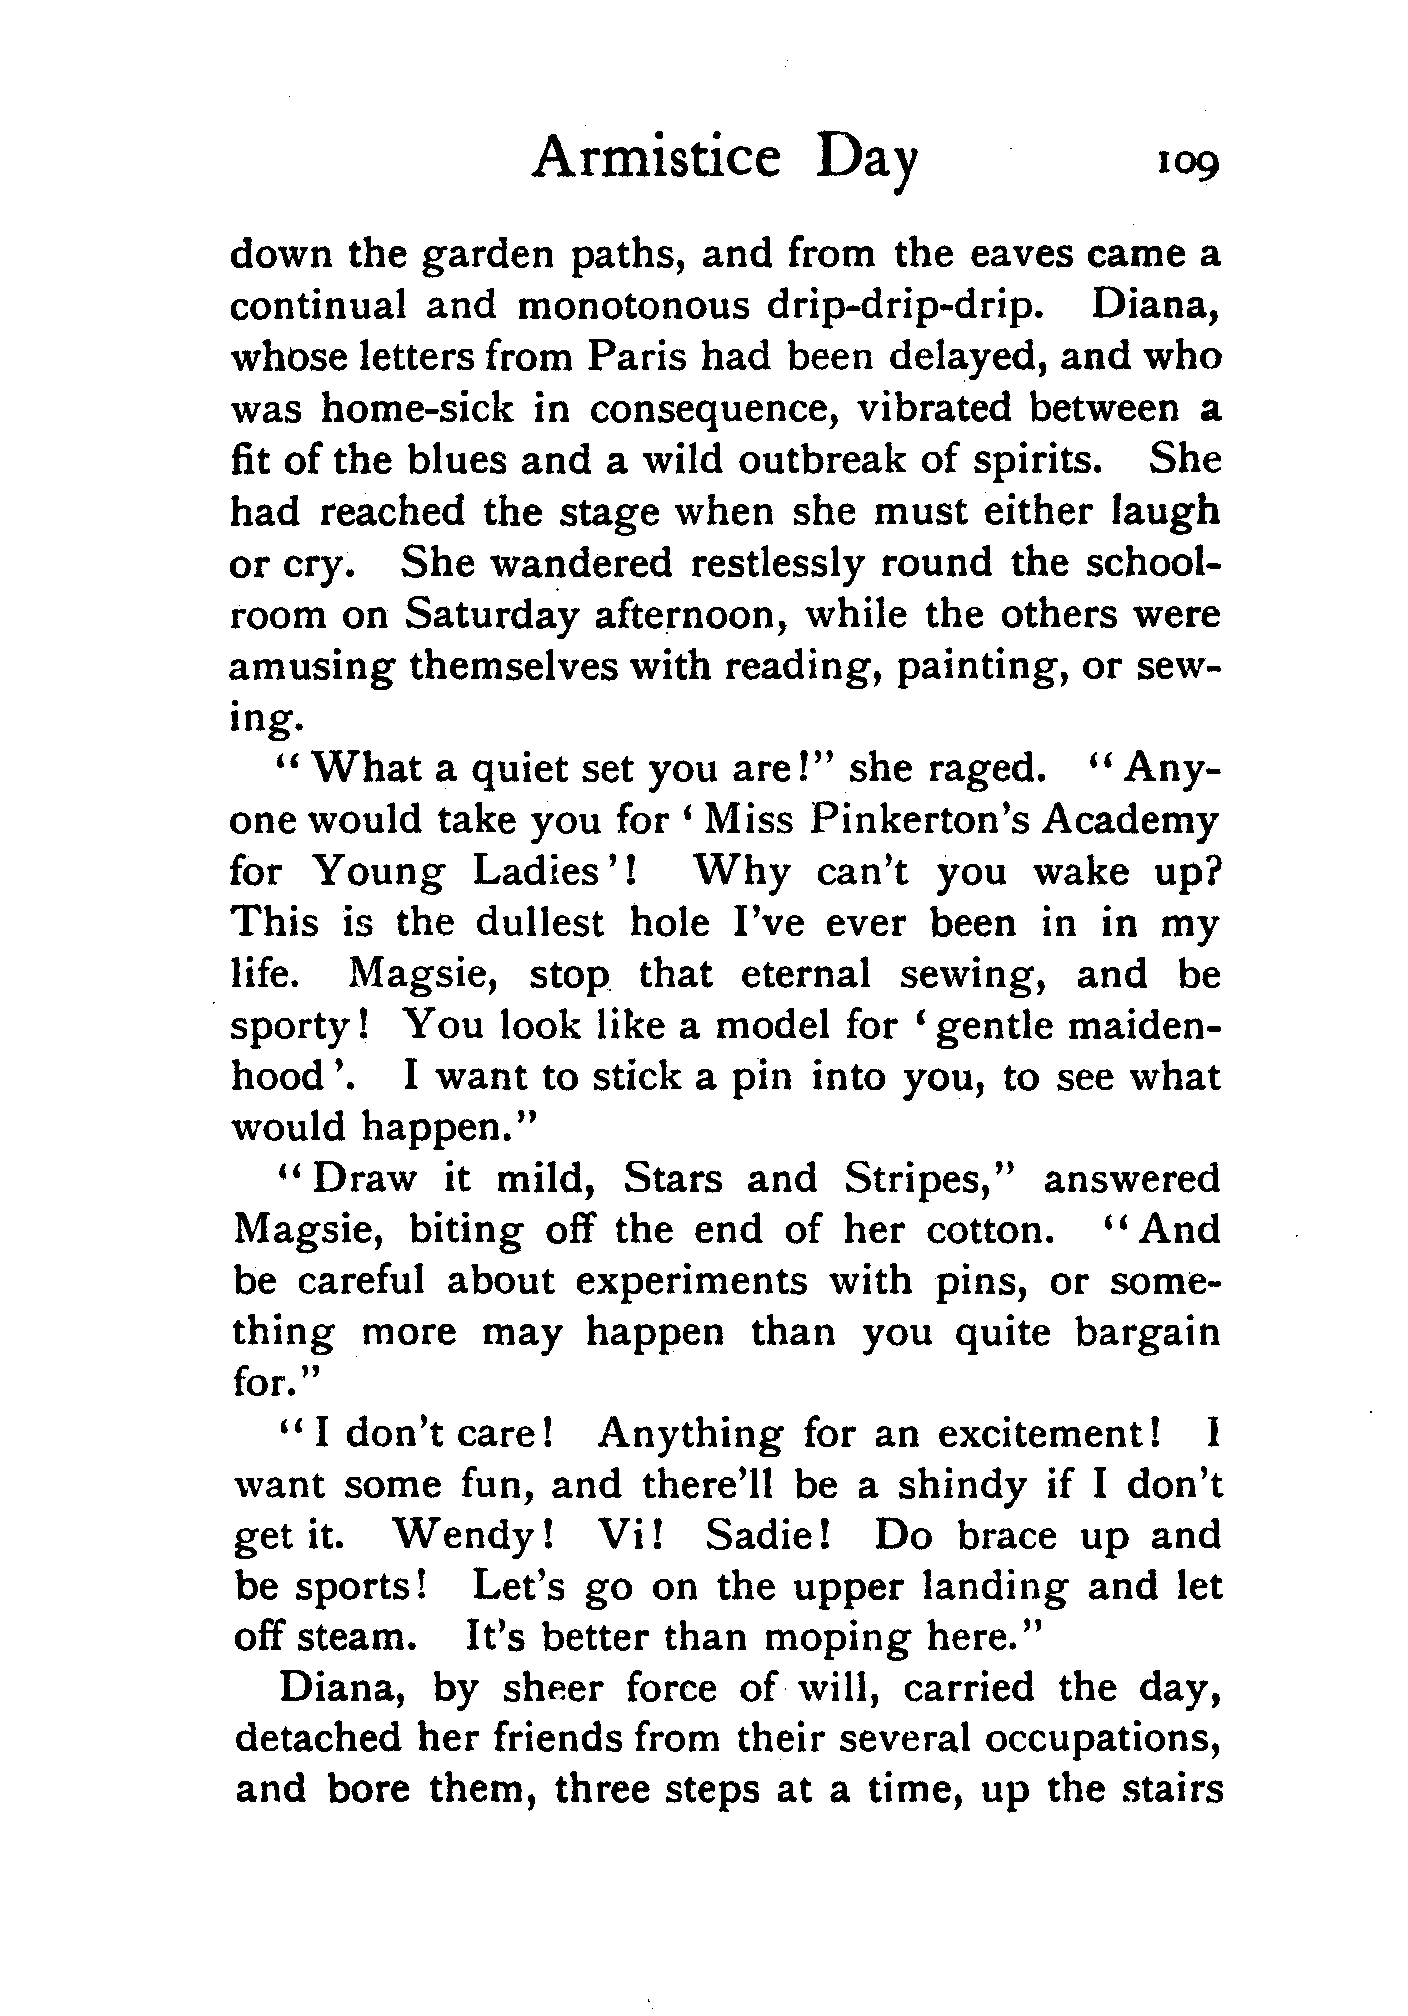 Armistice Day 109
down the garden paths, and from the eaves came a
continual and monotonous drip-drip-drip. Diana,
whose letters from Paris had been delayed, and who
was home-sick in consequence, vibrated between a
fit of the blues and a wild outbreak of spirits. She
had reached the stage when she must either laugh
or cry. She wandered restlessly round the school-
room on Saturday afternoon, while the others were
amusing themselves with reading, painting, or sew-
ing.
“What a quiet set you are!” she raged. “Any-
one would take you for ‘Miss Pinkerton's Academy
for Young Ladies’! Why can't you wake up?
This is the dullest hole I've ever been in in my
life. Magsie, stop that eternal sewing, and be
sporty! You look like a model for ‘gentle maiden-
hood’. I want to stick a pin into you, to see what
would happen.”
“Draw it mild, Stars and Stripes,” answered
Magsie, biting off the end of her cotton. “And
be careful about experiments with pins, or some-
thing more may happen than you quite bargain
for.”
“I don't care! Anything for an excitement! I
want some fun, and there'll be a shindy if I don't
get it. Wendy! Vi! Sadie! Do brace up and
be sports! Let's go on the upper landing and let
off steam. It's better than moping here.”
Diana, by sheer force of will, carried the day,
detached her friends from their several occupations,
and bore them, three steps at a time, up the stairs